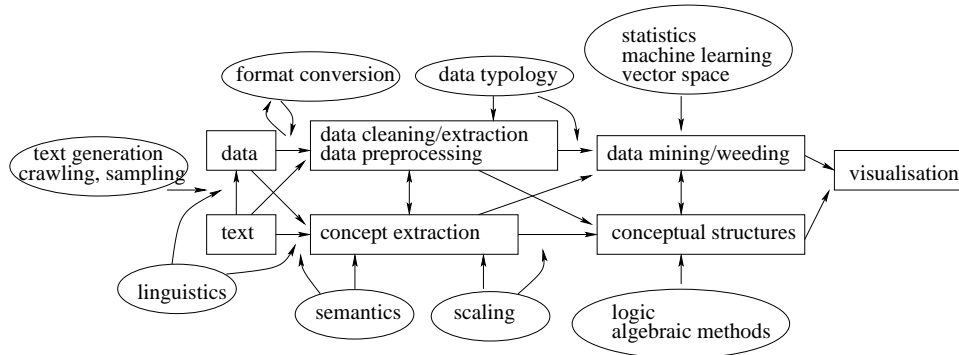 statistics
machine learning
vector space
format conversion
data typology
text generation
crawling, sampling
data
data cleaning/extraction
data preprocessing
data mining/weeding
visualisation
text
concept extraction
conceptual structures
linguistics
semantics
scaling
logic
algebraic methods